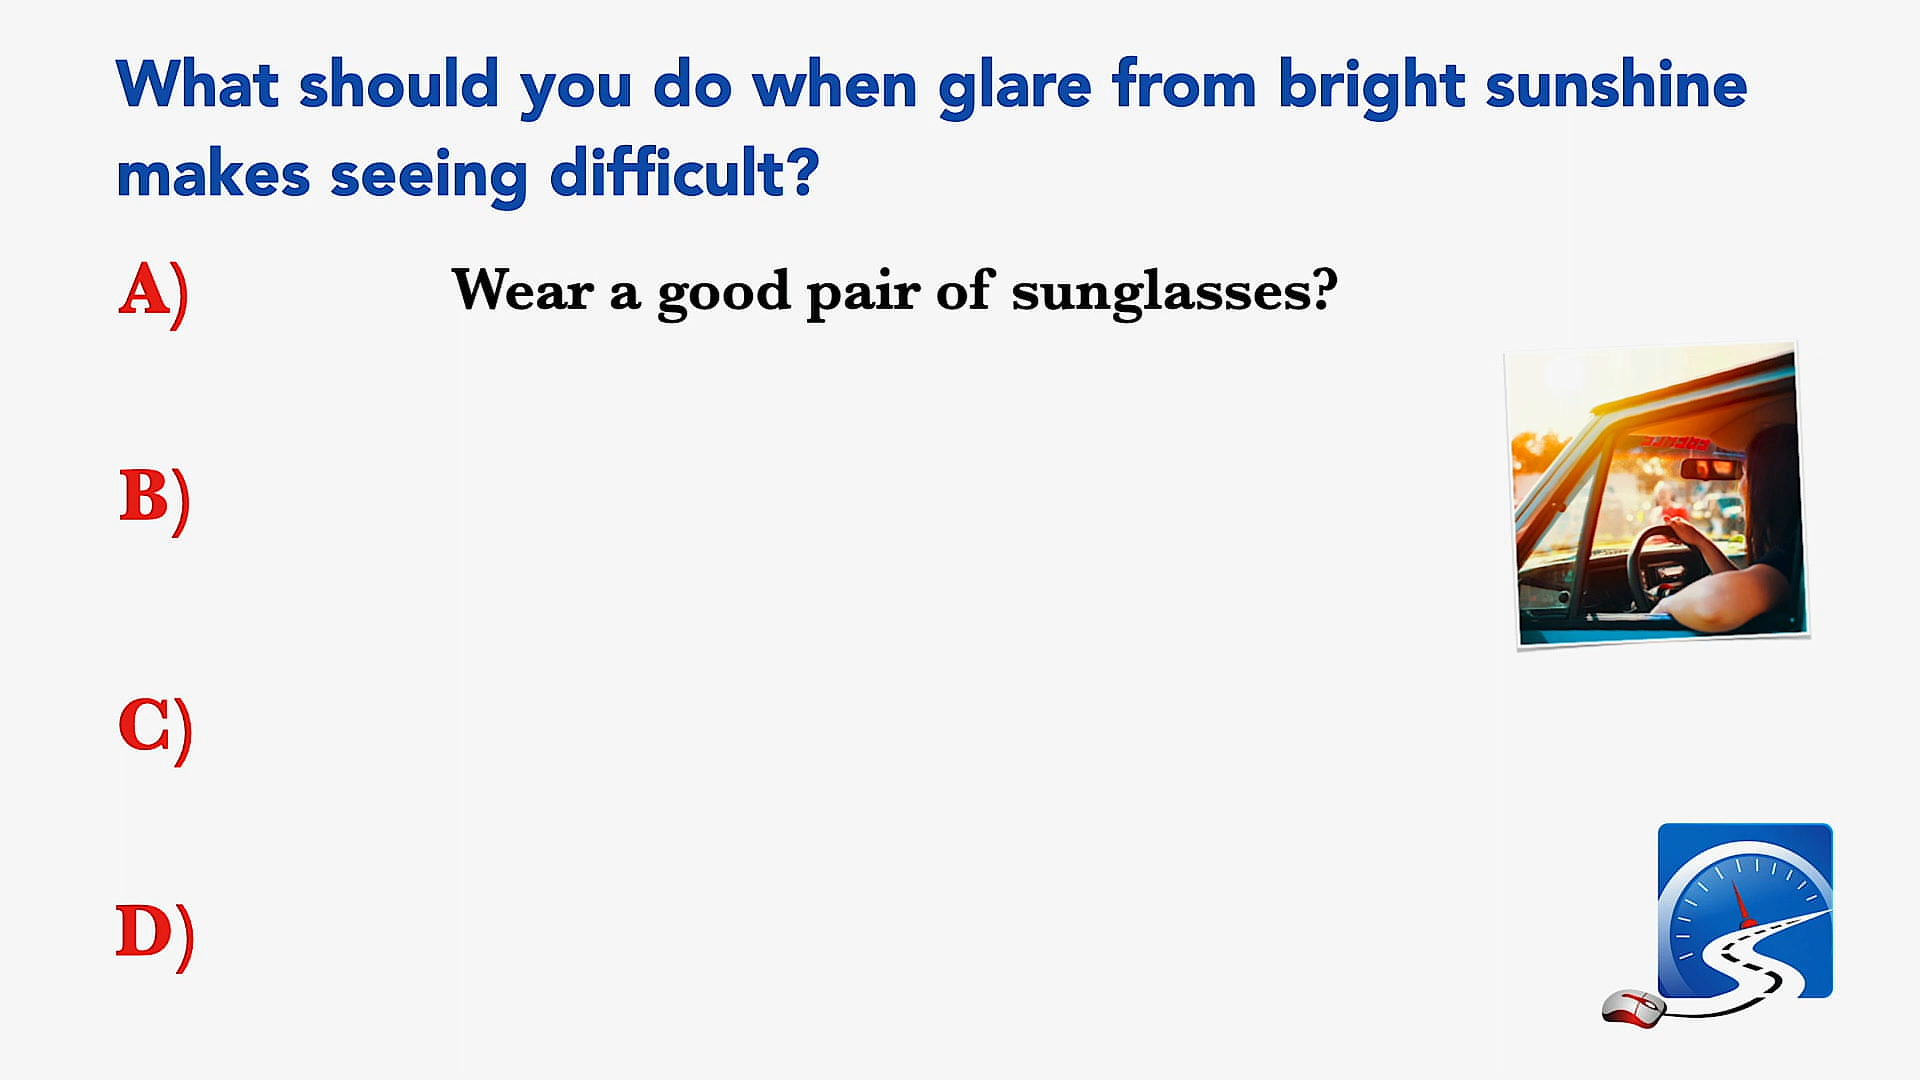 What should you do when glare from bright sunshine
makes seeing difficult?
A) Wear a good pair of sunglasses?
B)
C)
D)